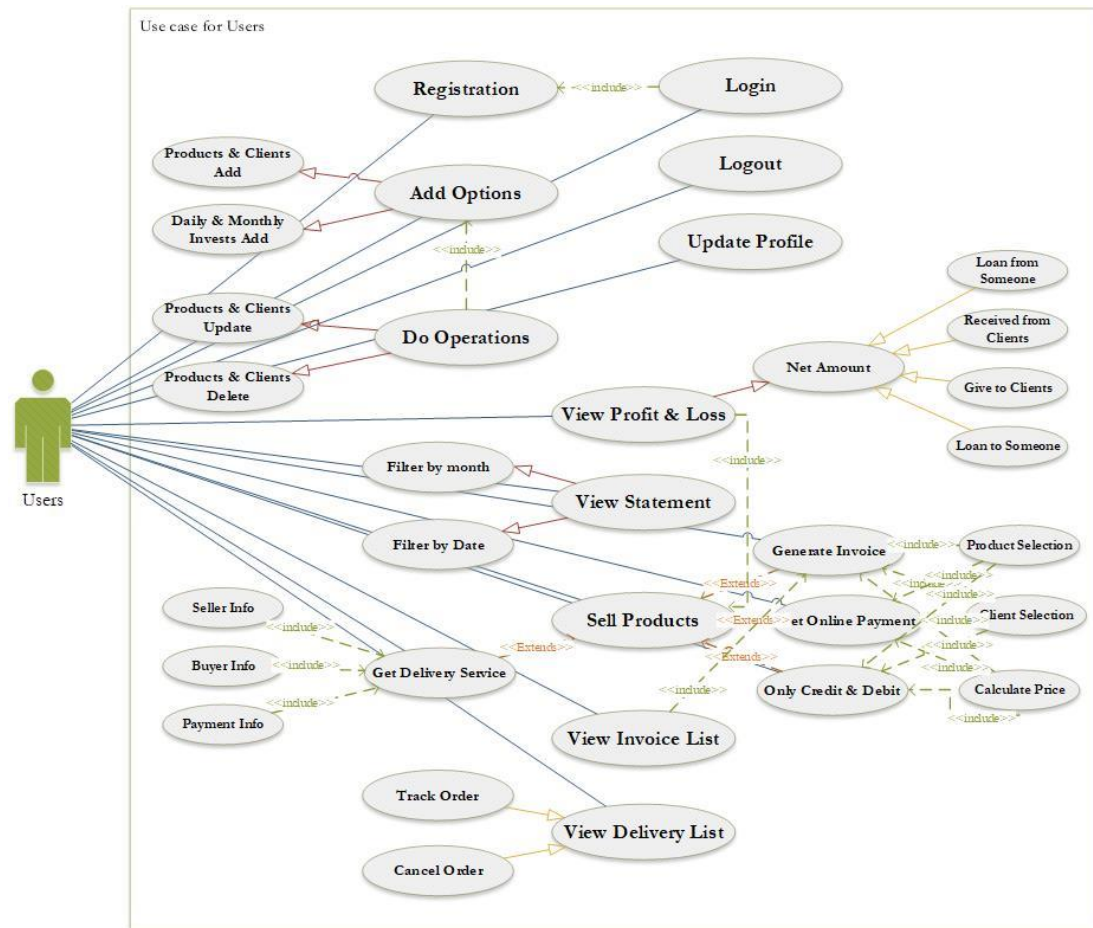 Use case for Users
Registration
<<include>>
Login
Products & Clients
Add
Add Options
Logout
Daily & Monthly
Invests Add
<<include>>
Update Profile
Loan from
Someone
Products & Clients
Update
Do Operations
Received from
Clients
Net Amount
Products & Clients
Delete
Give to Clients
View Profit & Loss
Loan to Someone
<<include>>
Filter by month
Users
View Statement
Filter by Date
Generate Invoice
<<include>>
Product Selection
<<Extends>>
<<include>>
<<include>>
Seller Info
Sell Products
<<Extends>>
et Online Payment
<<include>>
Client Selection
<<include>>
<<Extends>>
<<include>>
<<include>>
Buyer Info
<<include>>
Get Delivery Service
<<Extends>>
<<include>>
<<include>>
Only Credit & Debit
Calculate Price
Payment Info
<<include>>
<<include>>
<<include>>
View Invoice List
Track Order
View Delivery List
Cancel Order